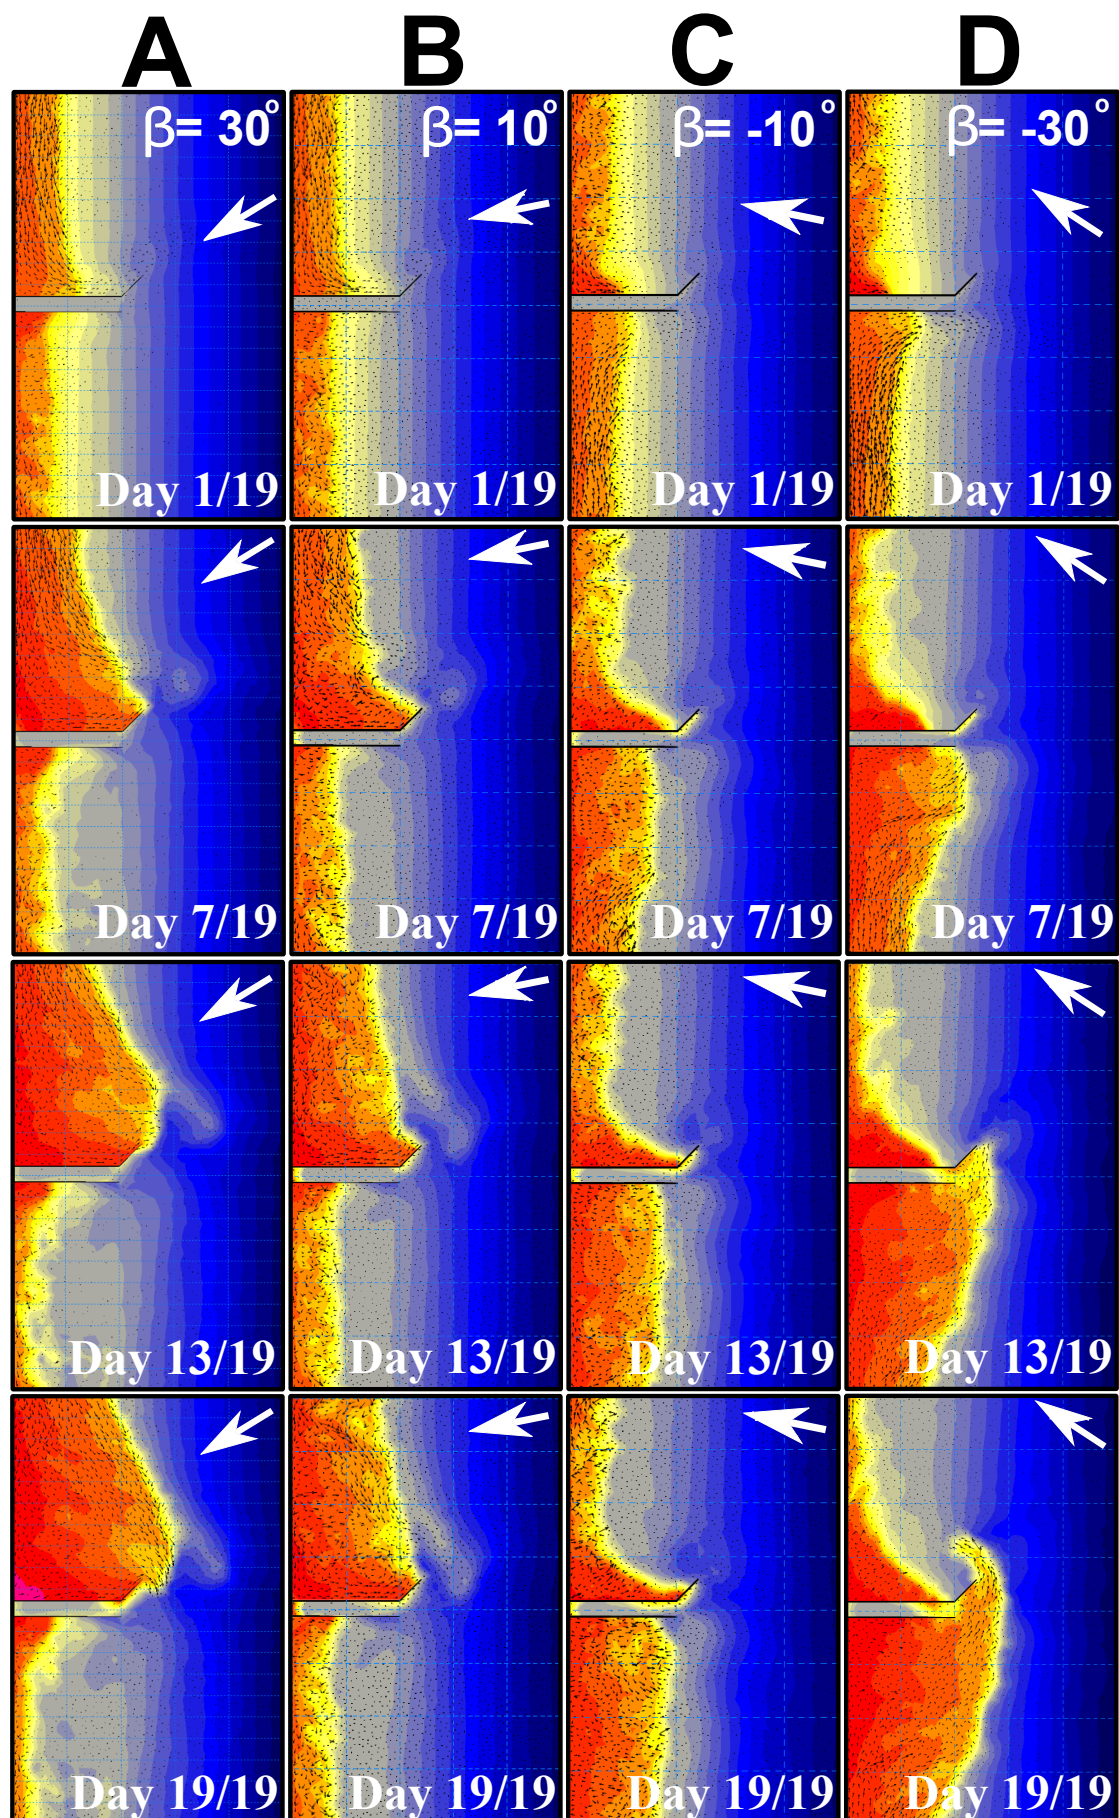 A B C D
β= 30° β= 10° β= -10° β= -30°
Day 1/19 Day 1/19 Day 1/19 Day 1/19
Day 7/19 Day 7/19 Day 7/19 Day 7/19
Day 13/19 Day 13/19 Day 13/19 Day 13/19
Day 19/19 Day 19/19 Day 19/19 Day 19/19